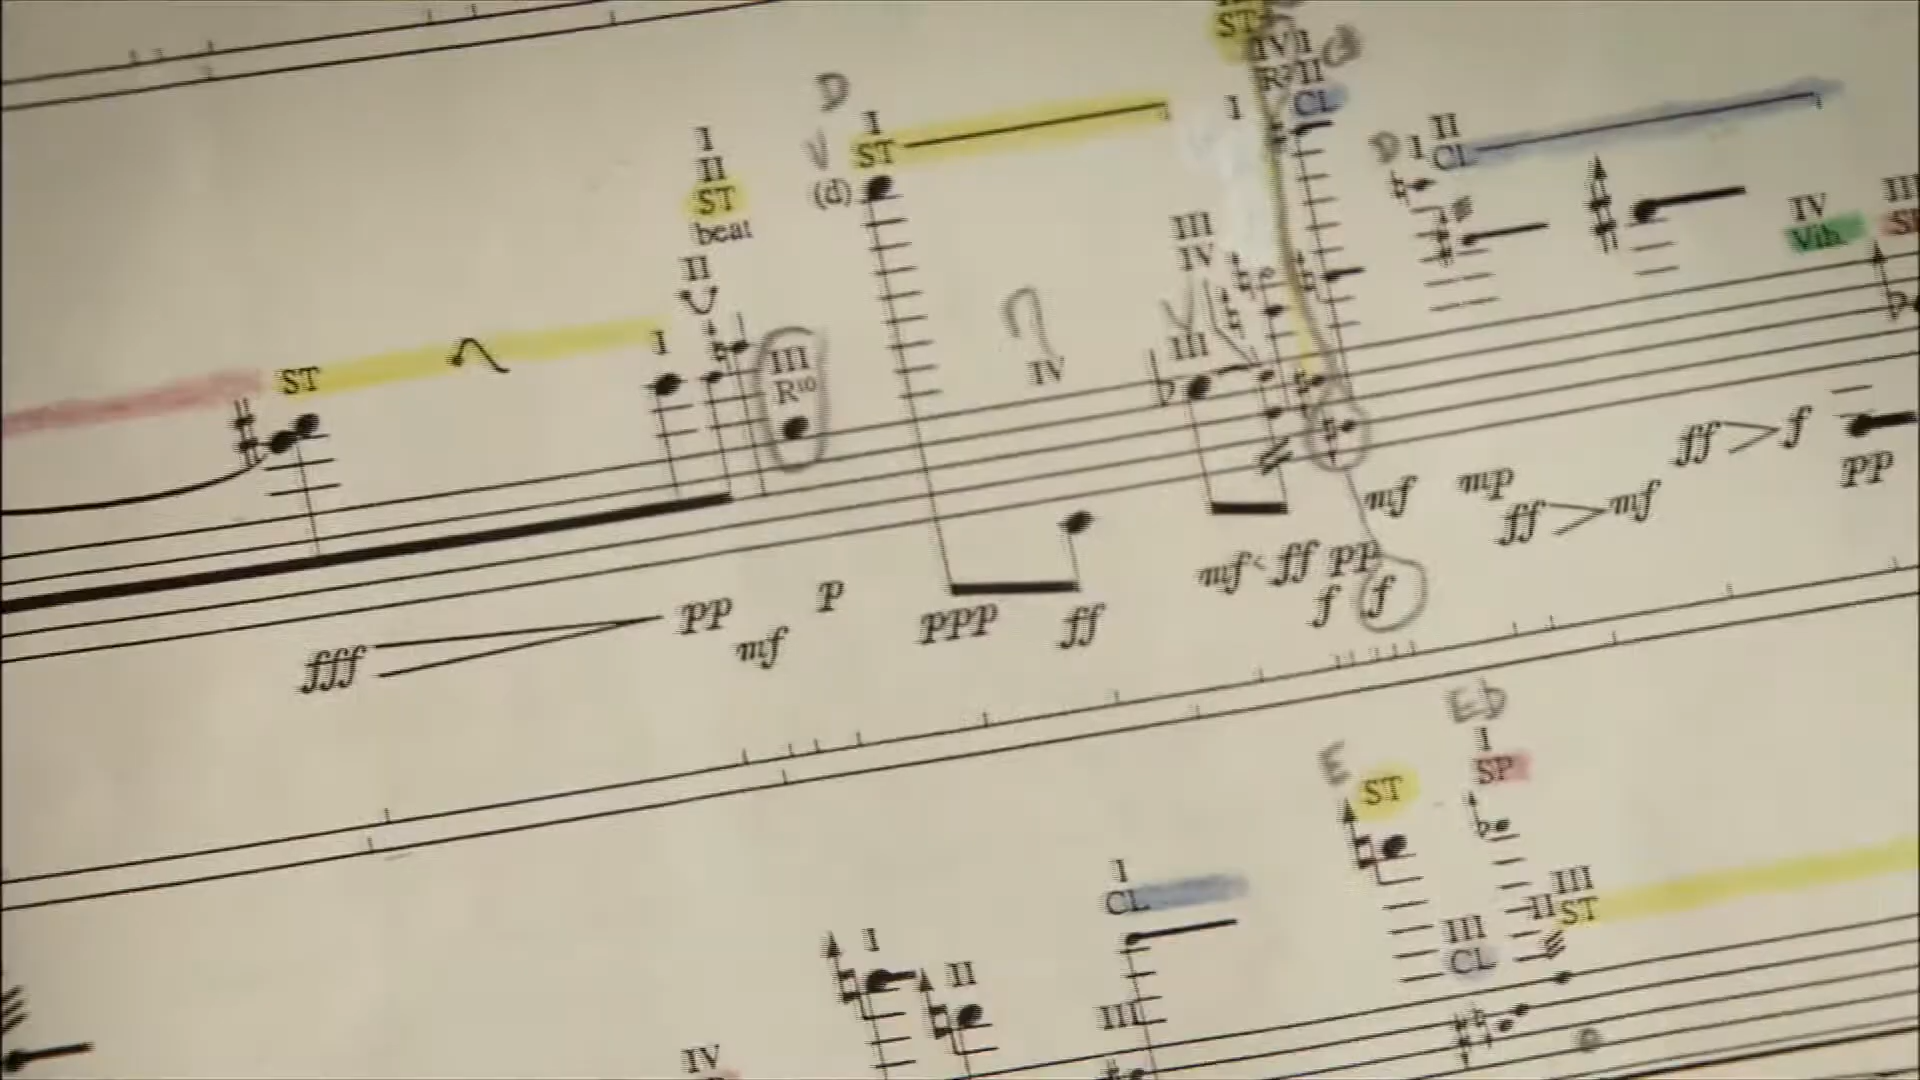 ST
IV I
R II
CL
D
I
ST
(d)
I
II
ST
beat
II
I
III
R¹⁰
ST
IV
I
III
IV
III
D I II
CL
IV
Vib.
III
fff
pp
mf
p
ppp
ff
mf < ff pp
f f
mf
mp
ff > mf
ff > f
pp
Eb
I
SP
E
ST
III
II ST
III
CL
I
CL
I
II
III
IV